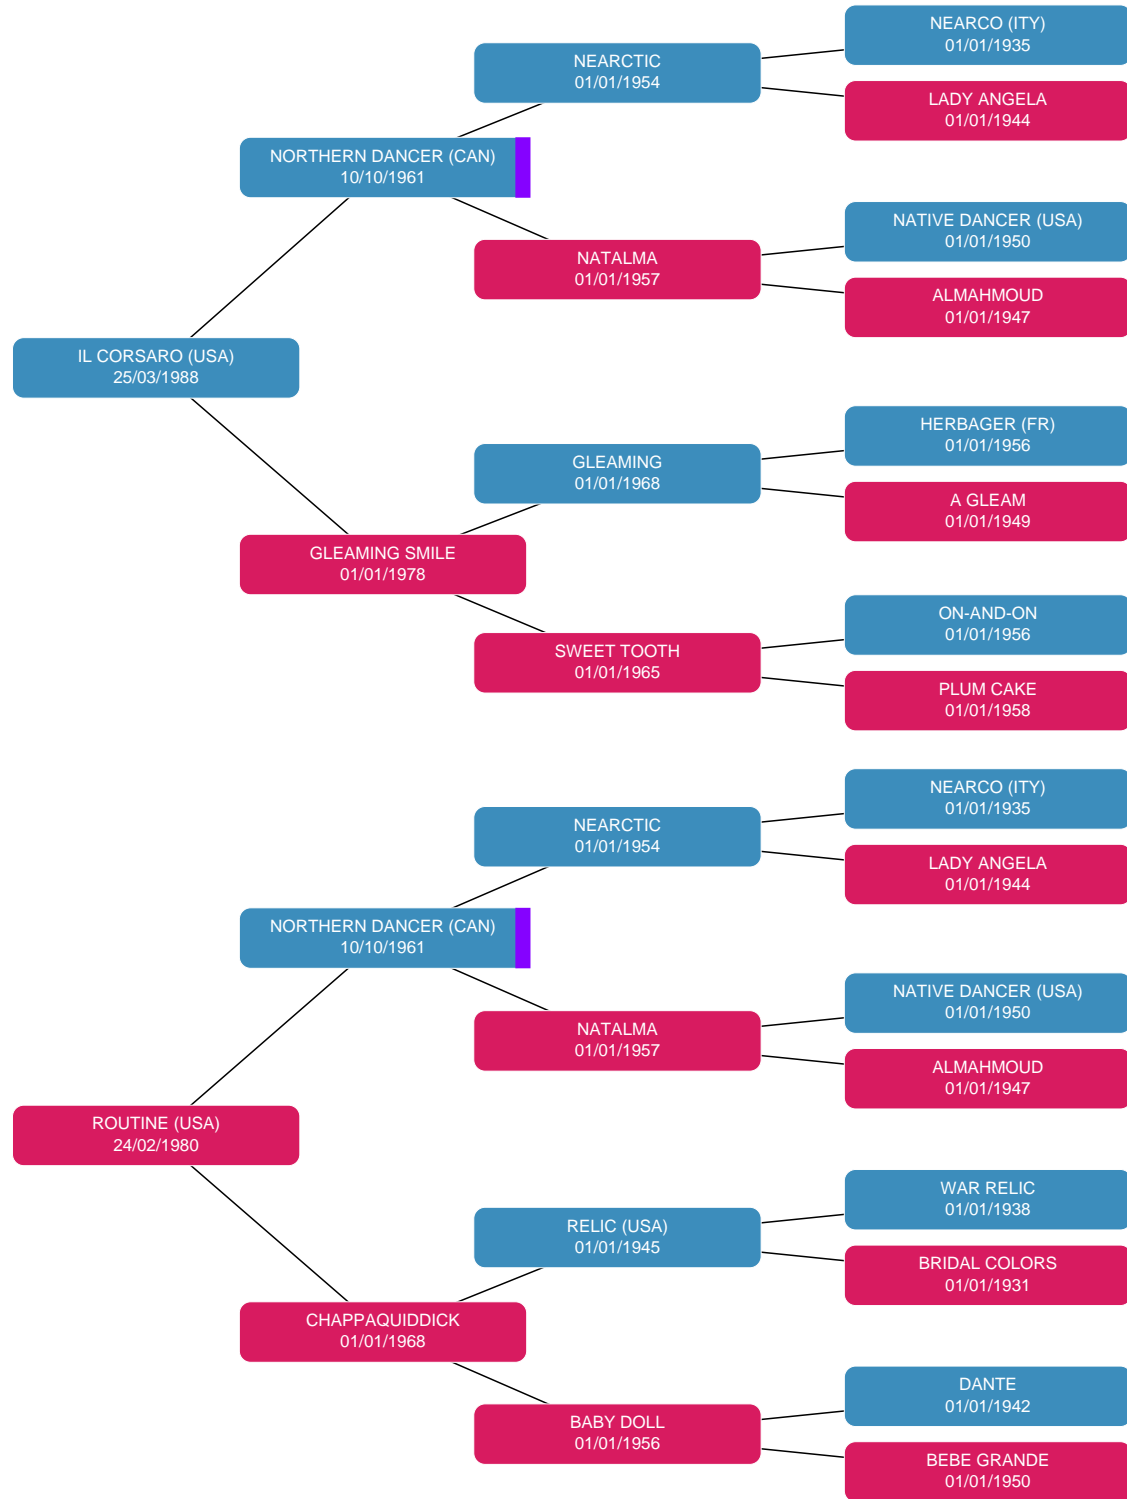 NEARCO (ITY)
01/01/1935
NEARCTIC
01/01/1954
LADY ANGELA
01/01/1944
NORTHERN DANCER (CAN)
10/10/1961
NATIVE DANCER (USA)
01/01/1950
NATALMA
01/01/1957
ALMAHMOUD
01/01/1947
IL CORSARO (USA)
25/03/1988
HERBAGER (FR)
01/01/1956
GLEAMING
01/01/1968
A GLEAM
01/01/1949
GLEAMING SMILE
01/01/1978
ON-AND-ON
01/01/1956
SWEET TOOTH
01/01/1965
PLUM CAKE
01/01/1958
NEARCO (ITY)
01/01/1935
NEARCTIC
01/01/1954
LADY ANGELA
01/01/1944
NORTHERN DANCER (CAN)
10/10/1961
NATIVE DANCER (USA)
01/01/1950
NATALMA
01/01/1957
ALMAHMOUD
01/01/1947
ROUTINE (USA)
24/02/1980
WAR RELIC
01/01/1938
RELIC (USA)
01/01/1945
BRIDAL COLORS
01/01/1931
CHAPPAQUIDDICK
01/01/1968
DANTE
01/01/1942
BABY DOLL
01/01/1956
BEBE GRANDE
01/01/1950